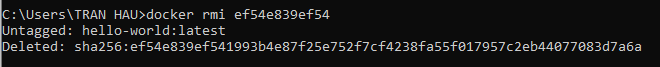 C:\Users\TRAN HAU>docker rmi ef54e839ef54
Untagged: hello-world:latest
Deleted: sha256:ef54e839ef541993b4e87f25e752f7cf4238fa55f017957c2eb44077083d7a6a